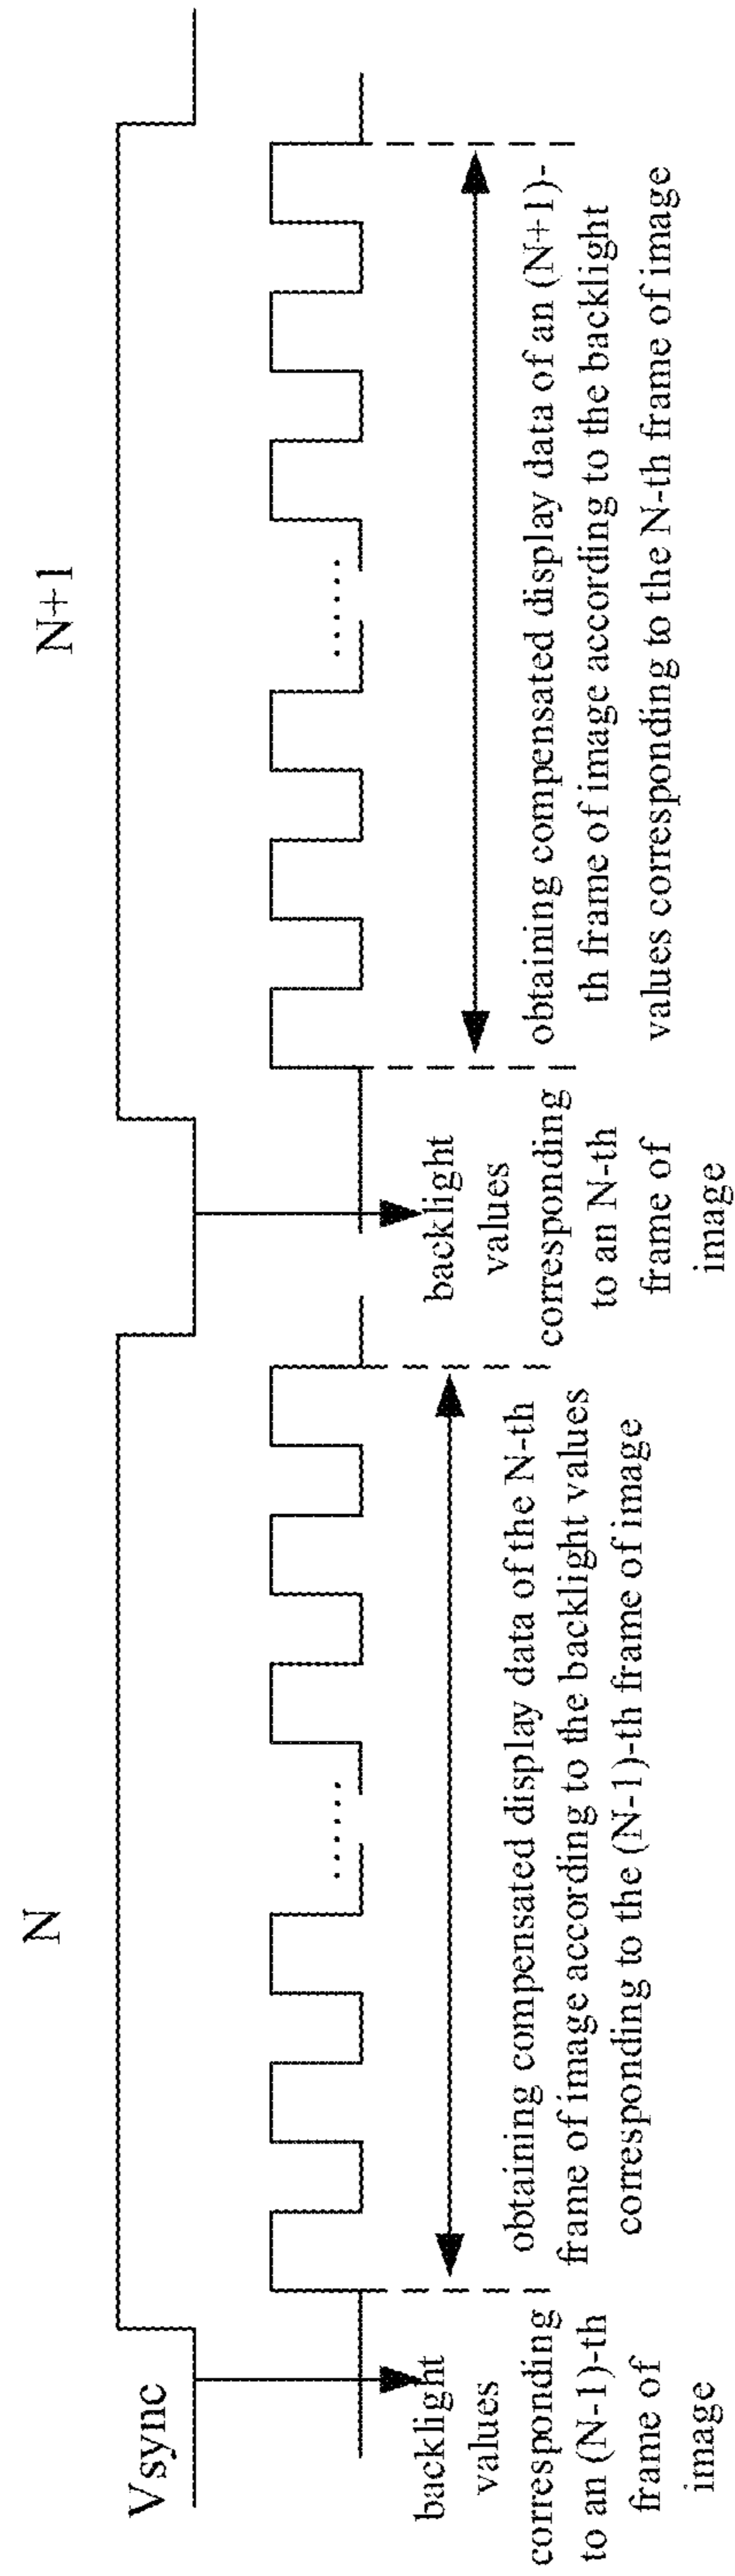 N
N+1
Vsync
......
......
backlight
values
corresponding
to an (N-1)-th
frame of
image
obtaining compensated display data of the N-th
frame of image according to the backlight values
corresponding to the (N-1)-th frame of image
backlight
values
corresponding
to an N-th
frame of
image
obtaining compensated display data of an (N+1)-
th frame of image according to the backlight
values corresponding to the N-th frame of image